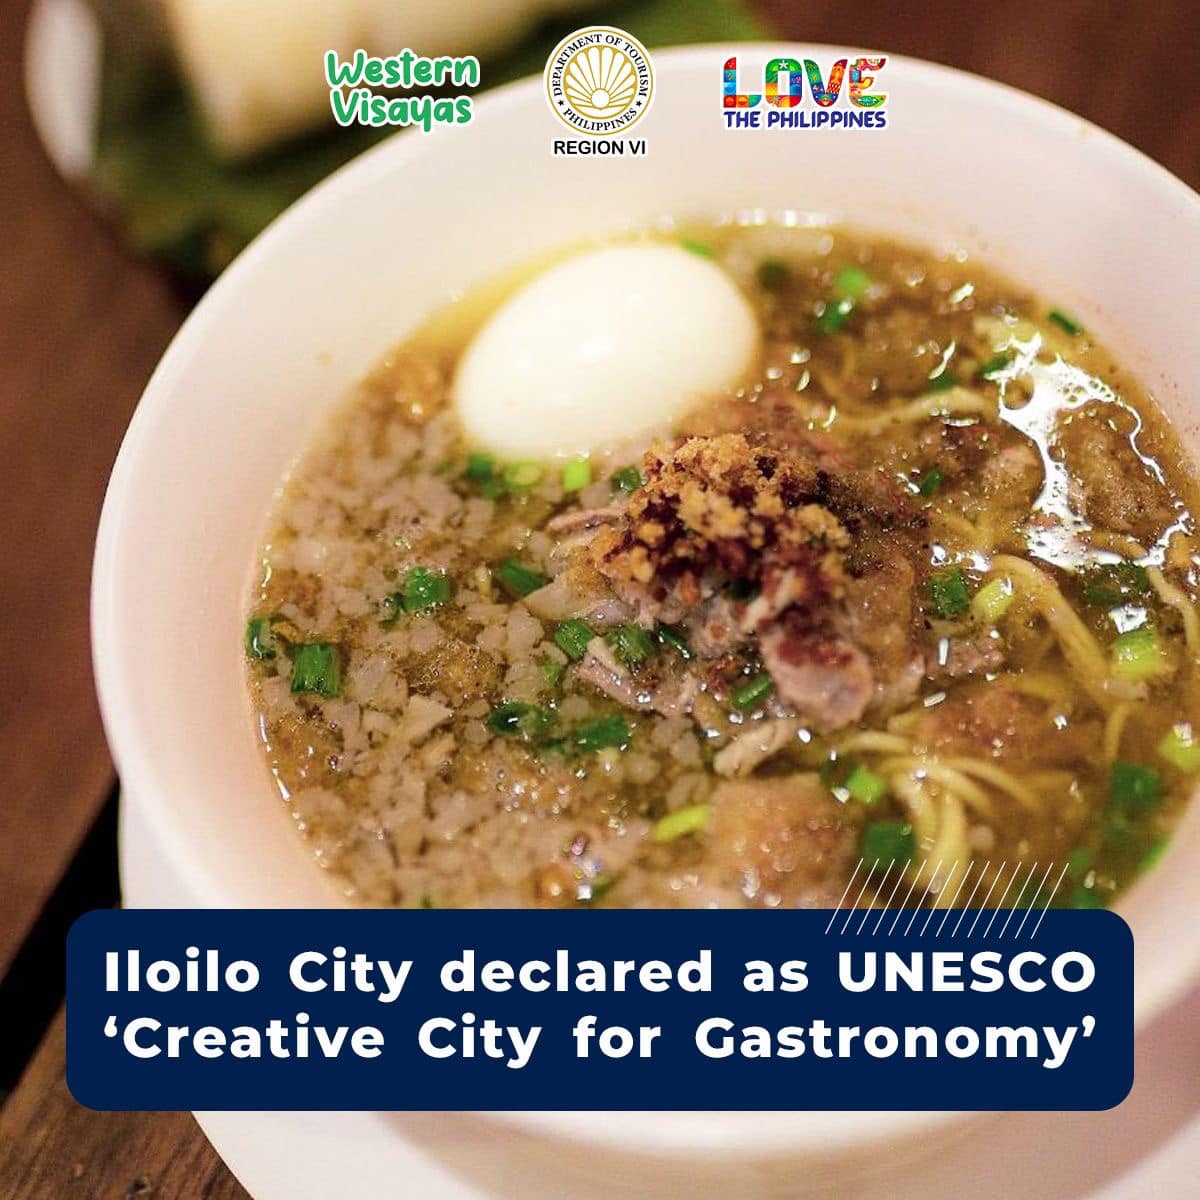 Western
Visayas
DEPARTMENT OF TOURISM
PHILIPPINES
REGION VI
LOVE
THE PHILIPPINES
Iloilo City declared as UNESCO
‘Creative City for Gastronomy’